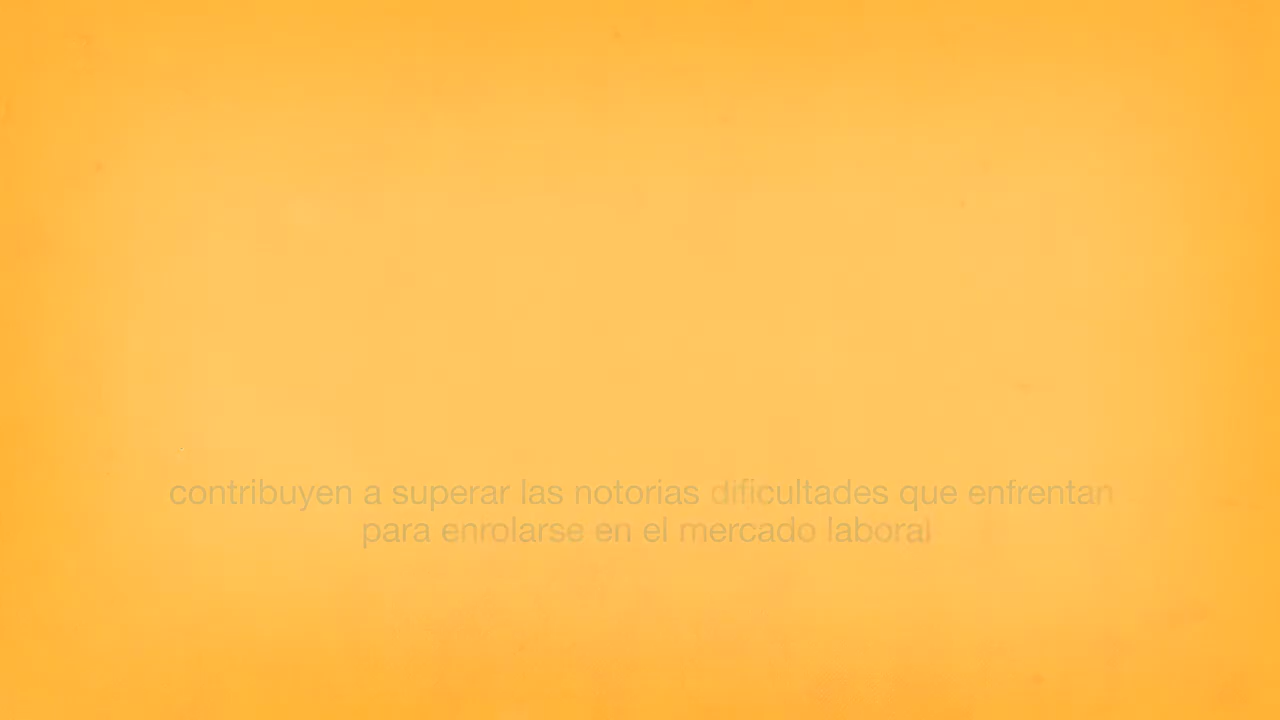 contribuyen a superar las notorias dificultades que enfrentan
para enrolarse en el mercado laboral